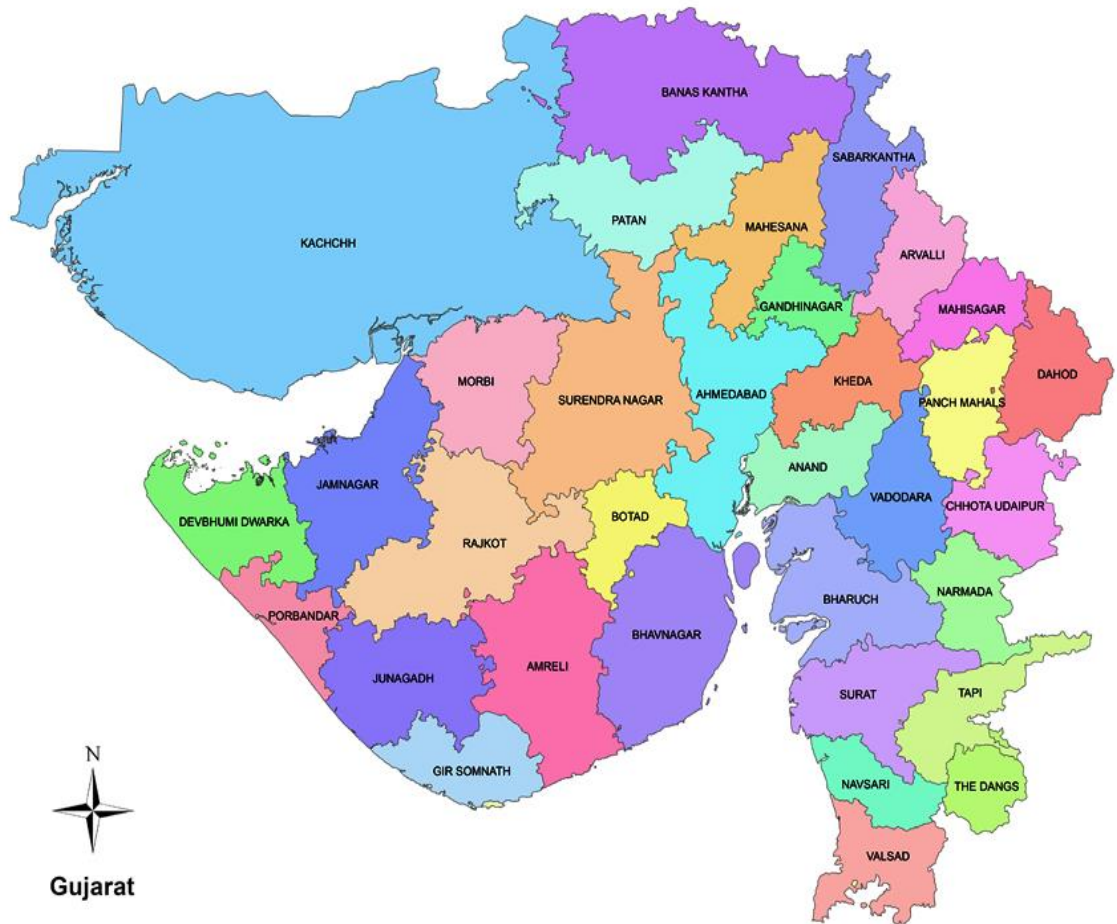 BANAS KANTHA
SABARKANTHA
PATAN
MAHESANA
KACHCHH
ARVALLI
GANDHINAGAR
MAHISAGAR
MORBI
SURENDRA NAGAR
AHMEDABAD
KHEDA
PANCH MAHALS
DAHOD
JAMNAGAR
ANAND
VADODARA
CHHOTA UDAIPUR
DEVBHUMI DWARKA
RAJKOT
BOTAD
PORBANDAR
BHARUCH
NARMADA
BHAVNAGAR
JUNAGADH
AMRELI
SURAT
TAPI
GIR SOMNATH
NAVSARI
THE DANGS
VALSAD
N
Gujarat